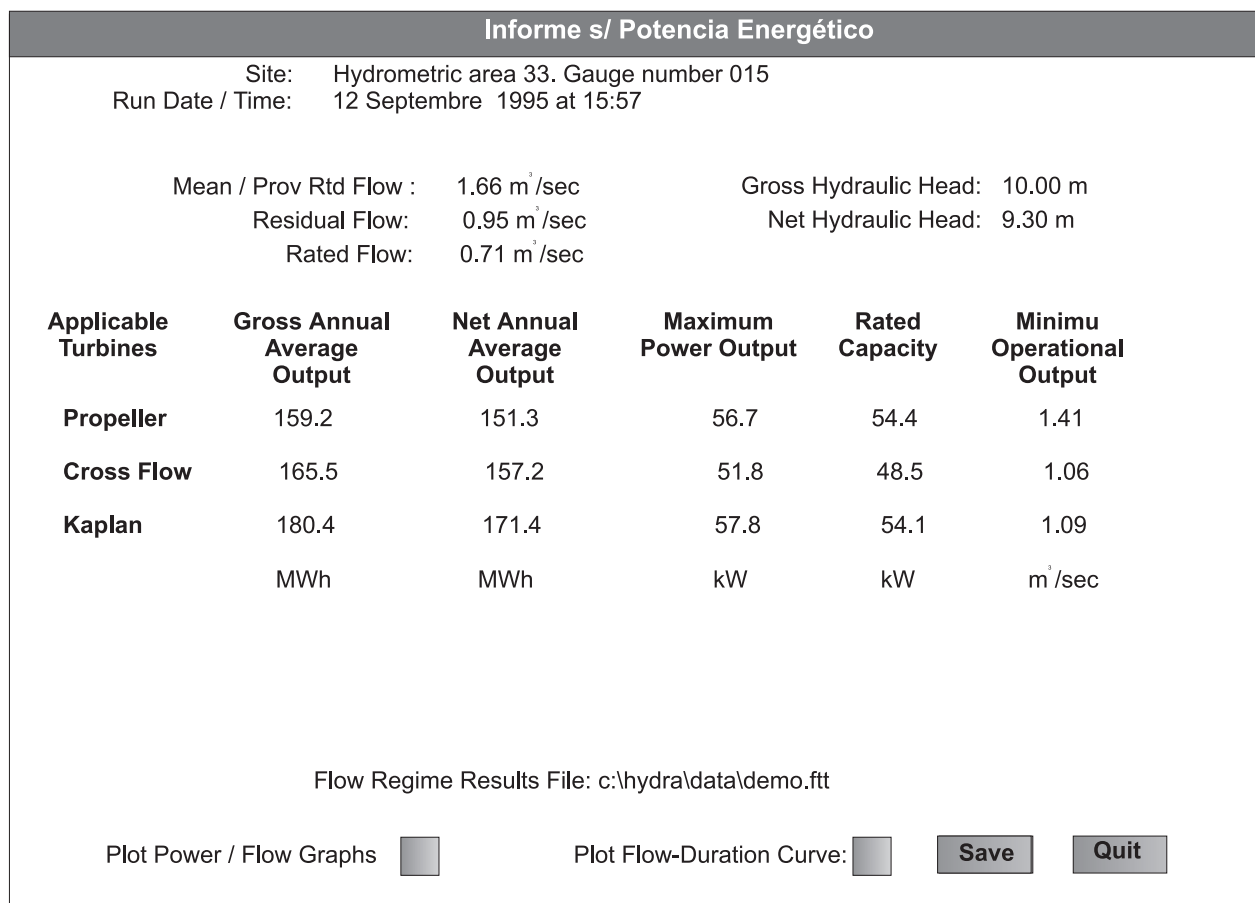 Informe s/ Potencia Energético
Site: Hydrometric area 33. Gauge number 015
Run Date / Time: 12 Septembre 1995 at 15:57
Mean / Prov Rtd Flow : 1.66 m³/sec Gross Hydraulic Head: 10.00 m
Residual Flow: 0.95 m³/sec Net Hydraulic Head: 9.30 m
Rated Flow: 0.71 m³/sec
Applicable Gross Annual Net Annual Maximum Rated Minimu
Turbines Average Average Power Output Capacity Operational
Output Output Output
Propeller 159.2 151.3 56.7 54.4 1.41
Cross Flow 165.5 157.2 51.8 48.5 1.06
Kaplan 180.4 171.4 57.8 54.1 1.09
MWh MWh kW kW m³/sec
Flow Regime Results File: c:\hydra\data\demo.ftt
Plot Power / Flow Graphs Plot Flow-Duration Curve: Save Quit